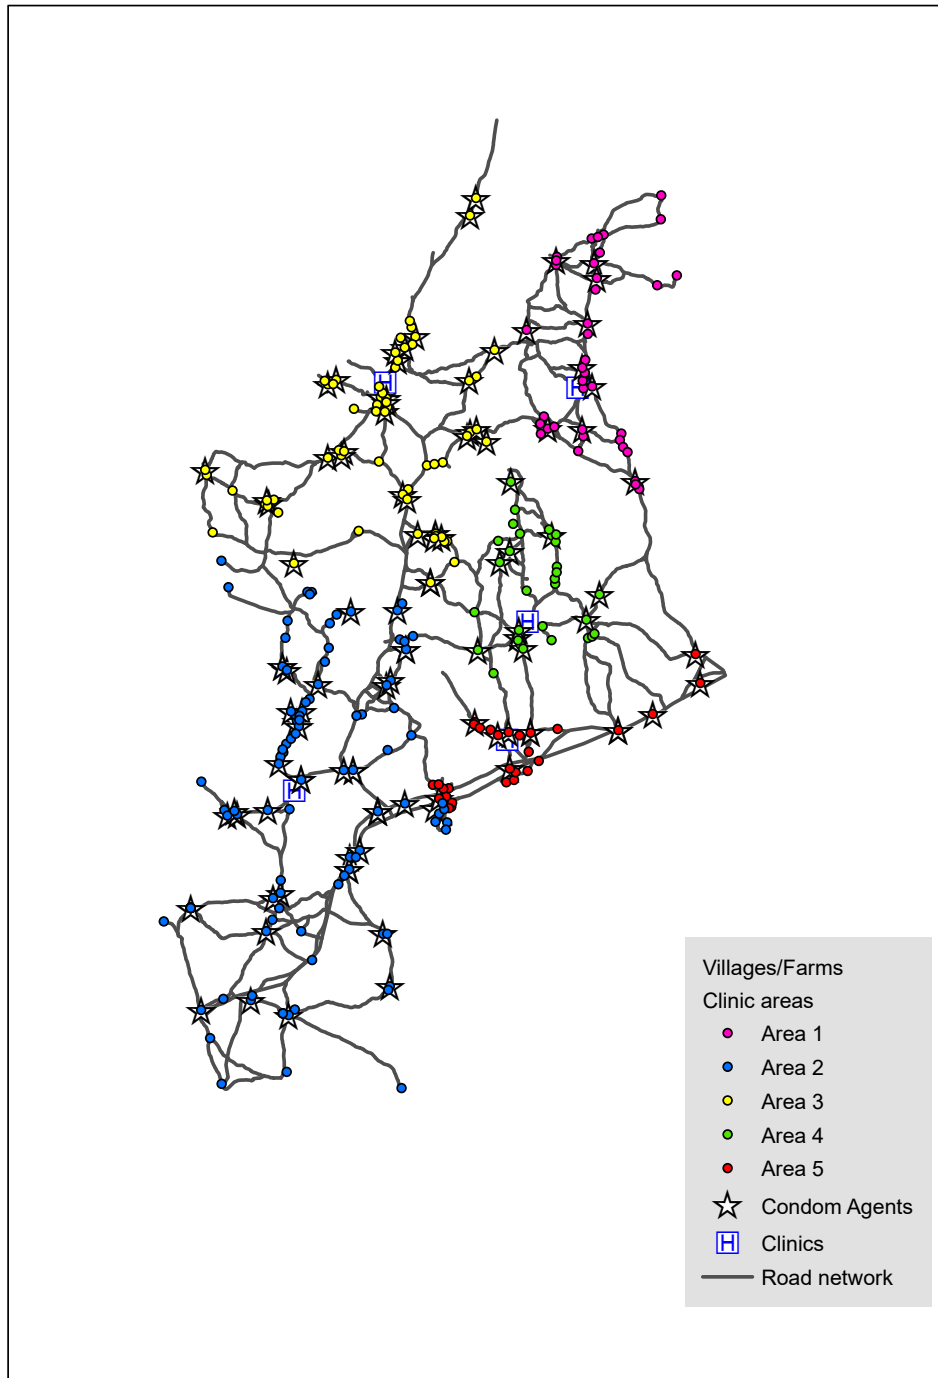 H
H
H
H
H
Villages/Farms
Clinic areas
Area 1
Area 2
Area 3
Area 4
Area 5
Condom Agents
H Clinics
Road network